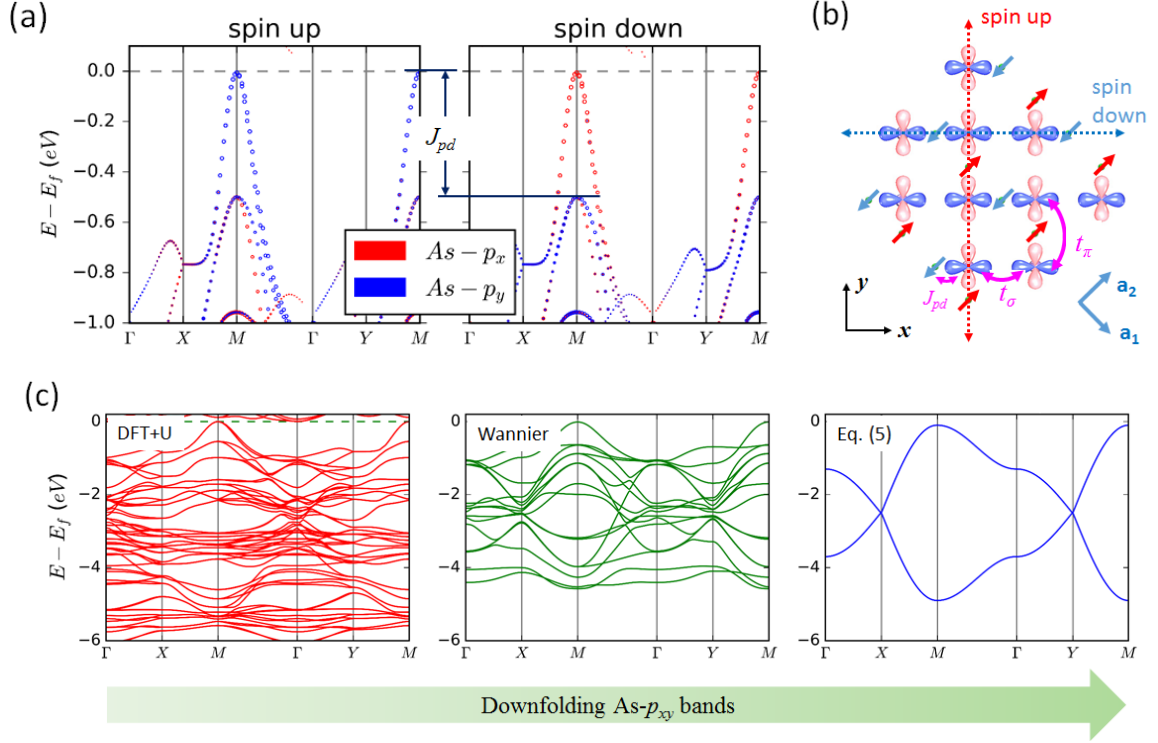 (a)
spin up
spin down
E − E_f (eV)
0.0
−0.2
−0.4
−0.6
−0.8
−1.0
J_pd
As − p_x
As − p_y
Γ X M Γ Y M
Γ X M Γ Y M
(b)
spin up
spin
down
t_π
t_σ
J_pd
y
x
a_2
a_1
(c)
E − E_f (eV)
0
−2
−4
−6
DFT+U
Γ X M Γ Y M
0
−2
−4
−6
Wannier
Γ X M Γ Y M
0
−2
−4
−6
Eq. (5)
Γ X M Γ Y M
Downfolding As-p_xy bands